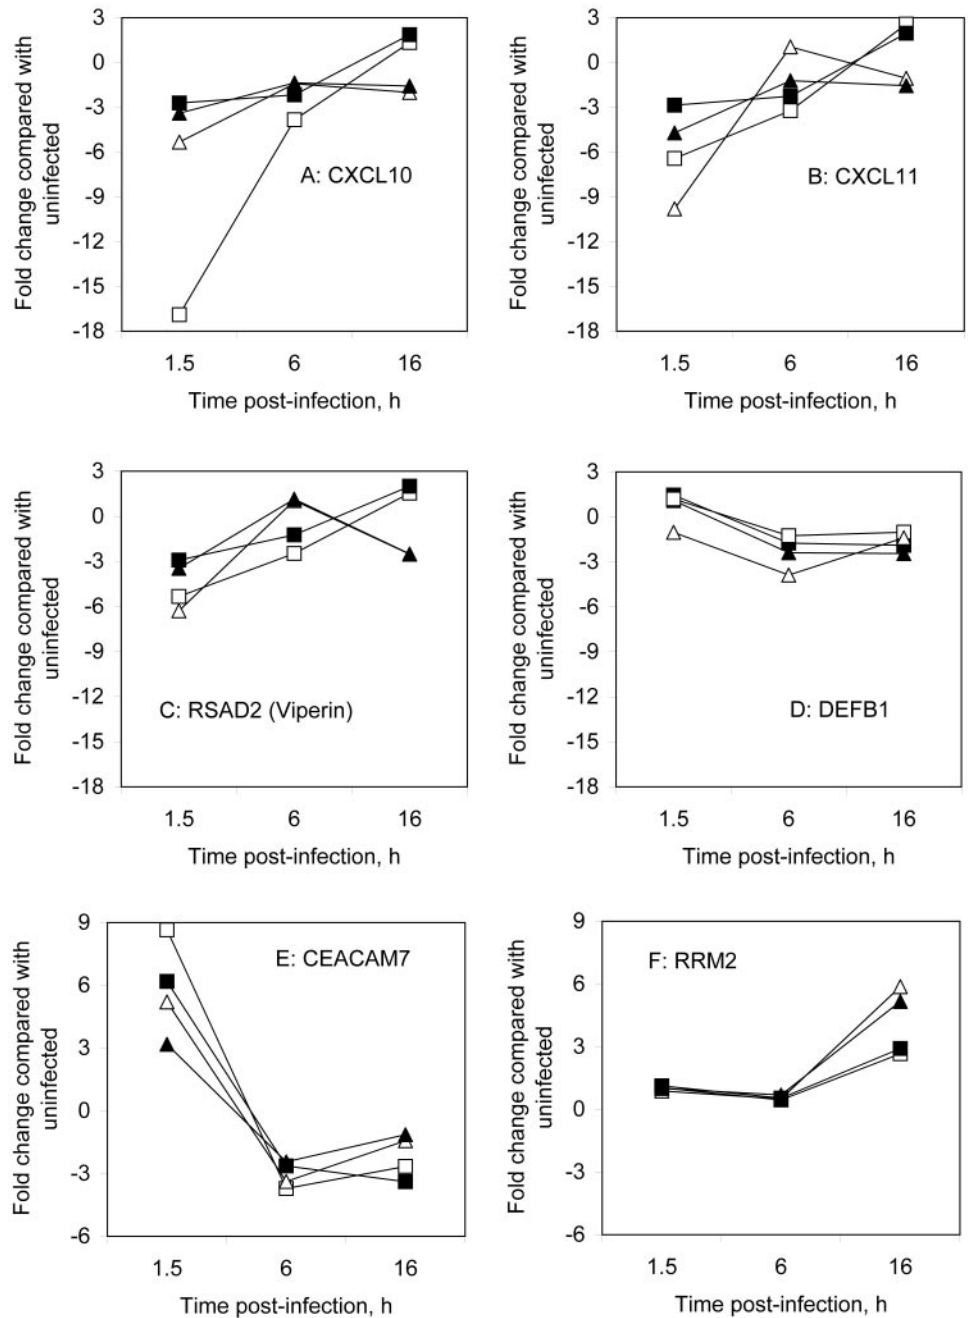 Fold change compared with
uninfected
3
0
-3
-6
-9
-12
-15
-18
A: CXCL10
1.5
6
16
Time post-infection, h
Fold change compared with
uninfected
3
0
-3
-6
-9
-12
-15
-18
B: CXCL11
1.5
6
16
Time post-infection, h
Fold change compared with
uninfected
3
0
-3
-6
-9
-12
-15
-18
C: RSAD2 (Viperin)
1.5
6
16
Time post-infection, h
Fold change compared with
uninfected
3
0
-3
-6
-9
-12
-15
-18
D: DEFB1
1.5
6
16
Time post-infection, h
Fold change compared with
uninfected
9
6
3
0
-3
-6
E: CEACAM7
1.5
6
16
Time post-infection, h
Fold change compared with
uninfected
9
6
3
0
-3
-6
F: RRM2
1.5
6
16
Time post-infection, h